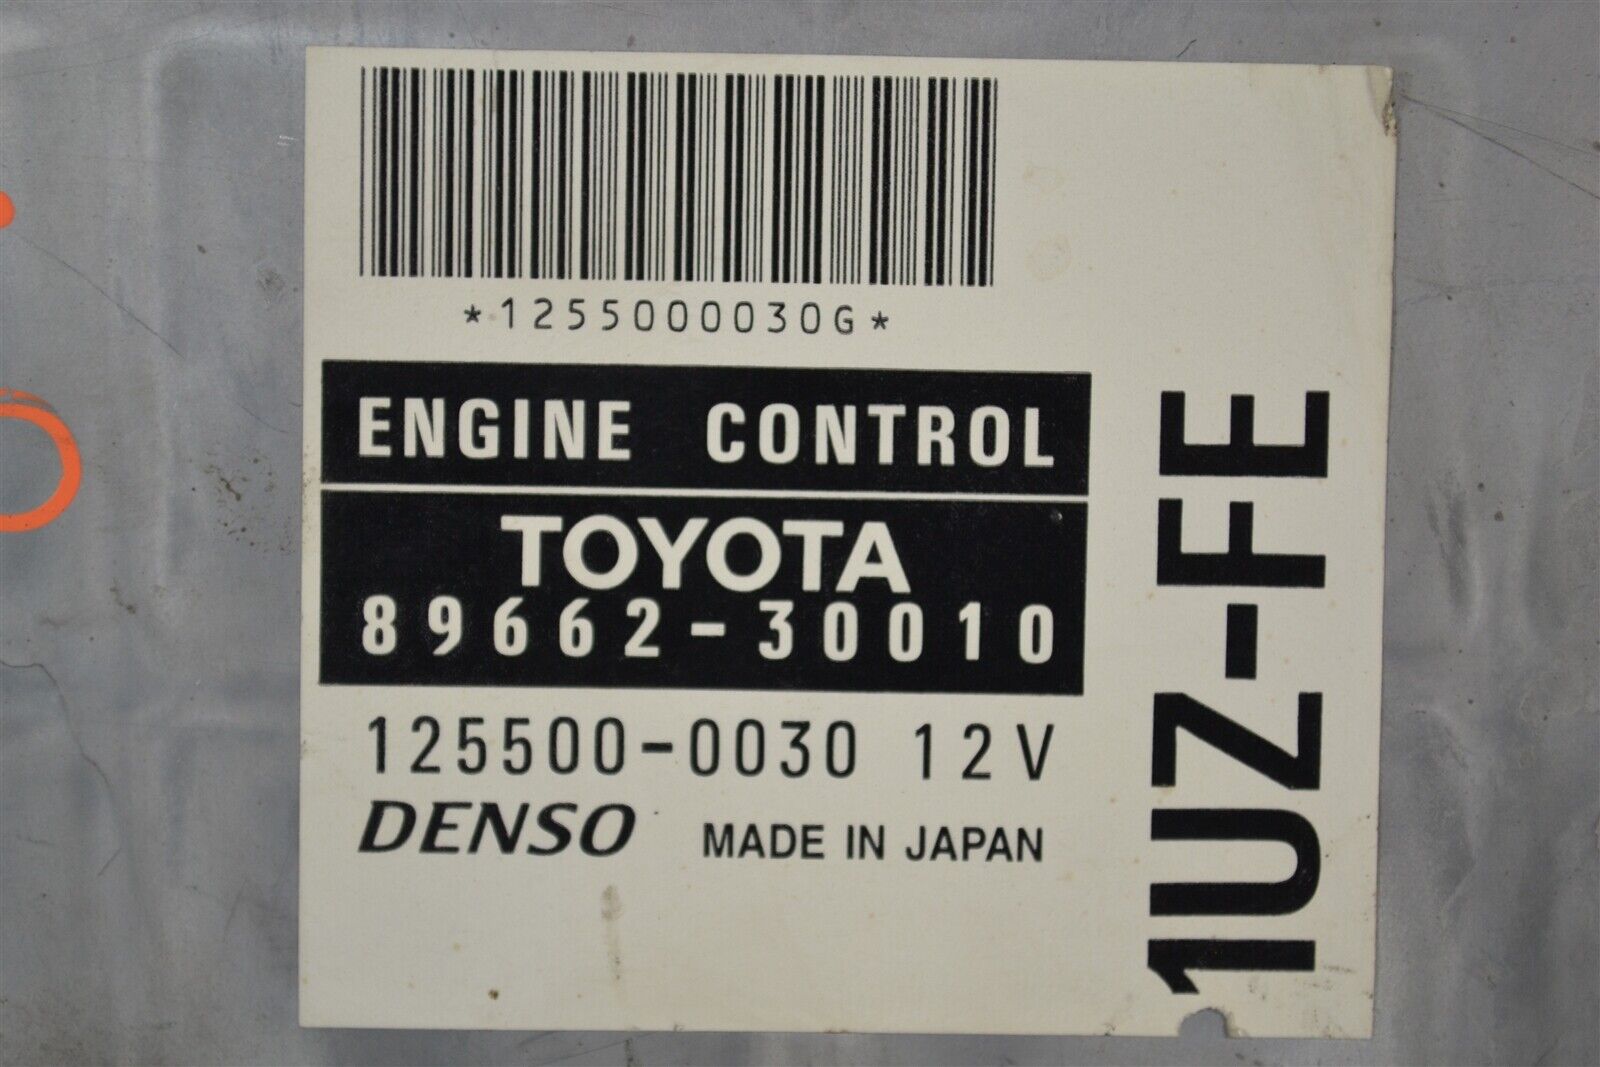 *1255000030G*
ENGINE CONTROL
TOYOTA
89662-30010
125500-0030 12V
DENSO MADE IN JAPAN
1UZ-FE